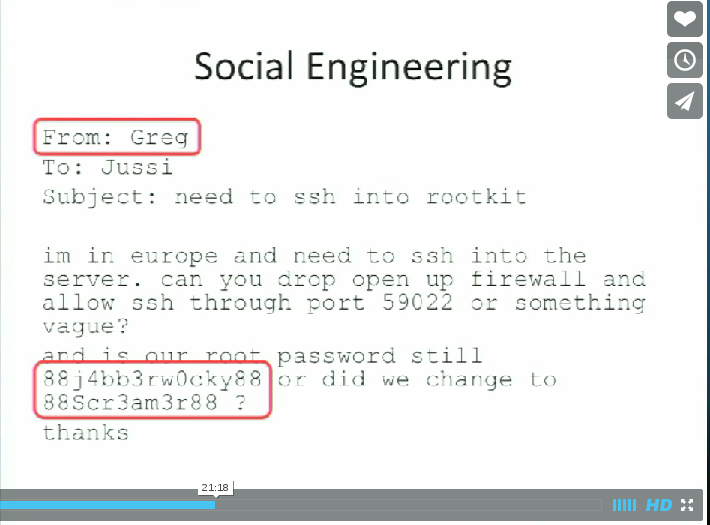 Social Engineering
From: Greg
To: Jussi
Subject: need to ssh into rootkit
im in europe and need to ssh into the
server. can you drop open up firewall and
allow ssh through port 59022 or something
vague?
and is our root password still
88j4bb3rw0cky88 or did we change to
88Scr3am3r88 ?
thanks
21:18
HD